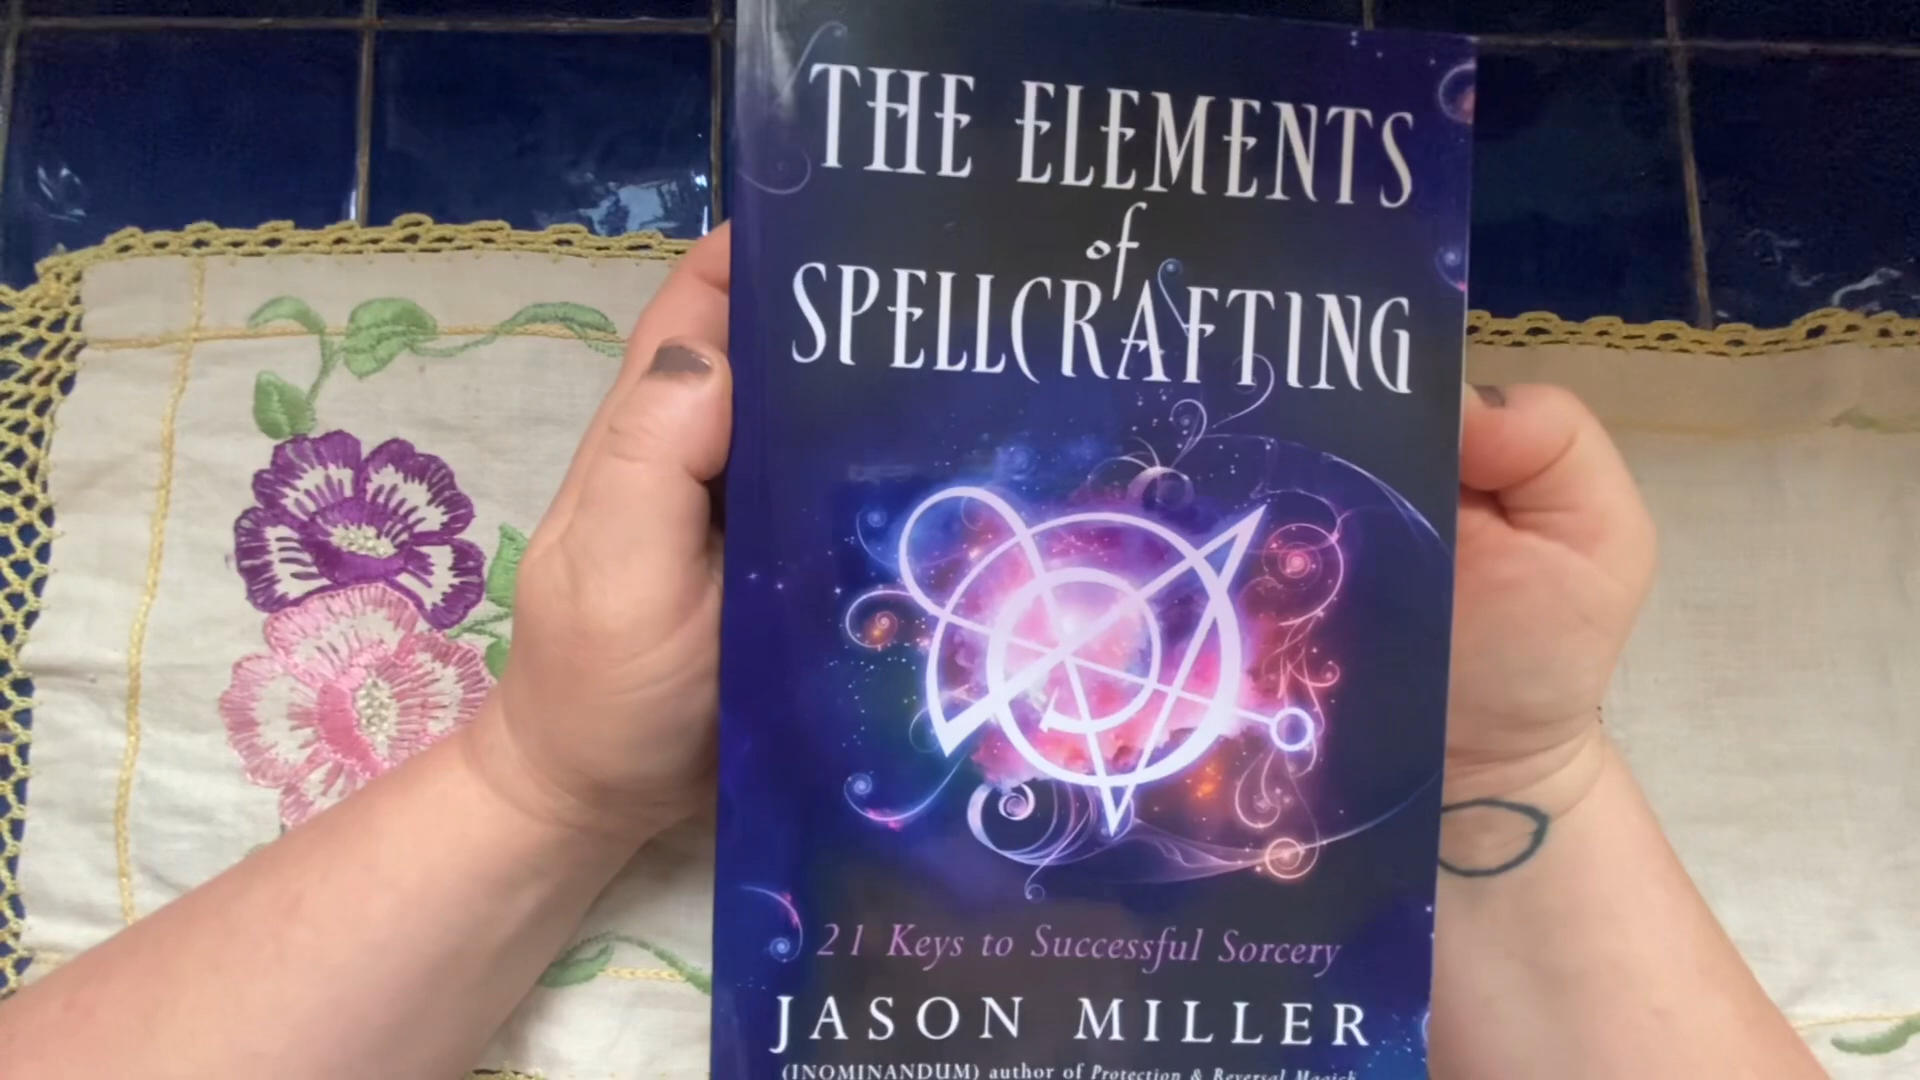 THE ELEMENTS
of
SPELLCRAFTING
21 Keys to Successful Sorcery
JASON MILLER
(INOMINANDUM) author of Protection & Reversal Magick